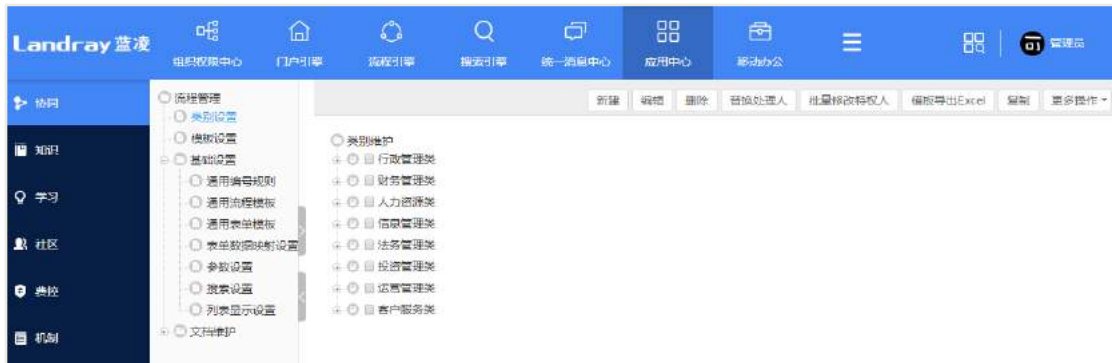 Landray 蓝凌
组织权限中心
门户引擎
流程引擎
搜索引擎
统一消息中心
应用中心
移动办公
管理员
协同
知识
学习
社区
费控
机制
流程管理
类别设置
模板设置
基础设置
通用编号规则
通用流程模板
通用表单模板
表单数据映射设置
参数设置
搜索设置
列表显示设置
文档维护
新建
编辑
删除
替换处理人
批量修改特权人
模板导出Excel
复制
更多操作
类别维护
行政管理类
财务管理类
人力资源类
信息管理类
法务管理类
投资管理类
运营管理类
客户服务类